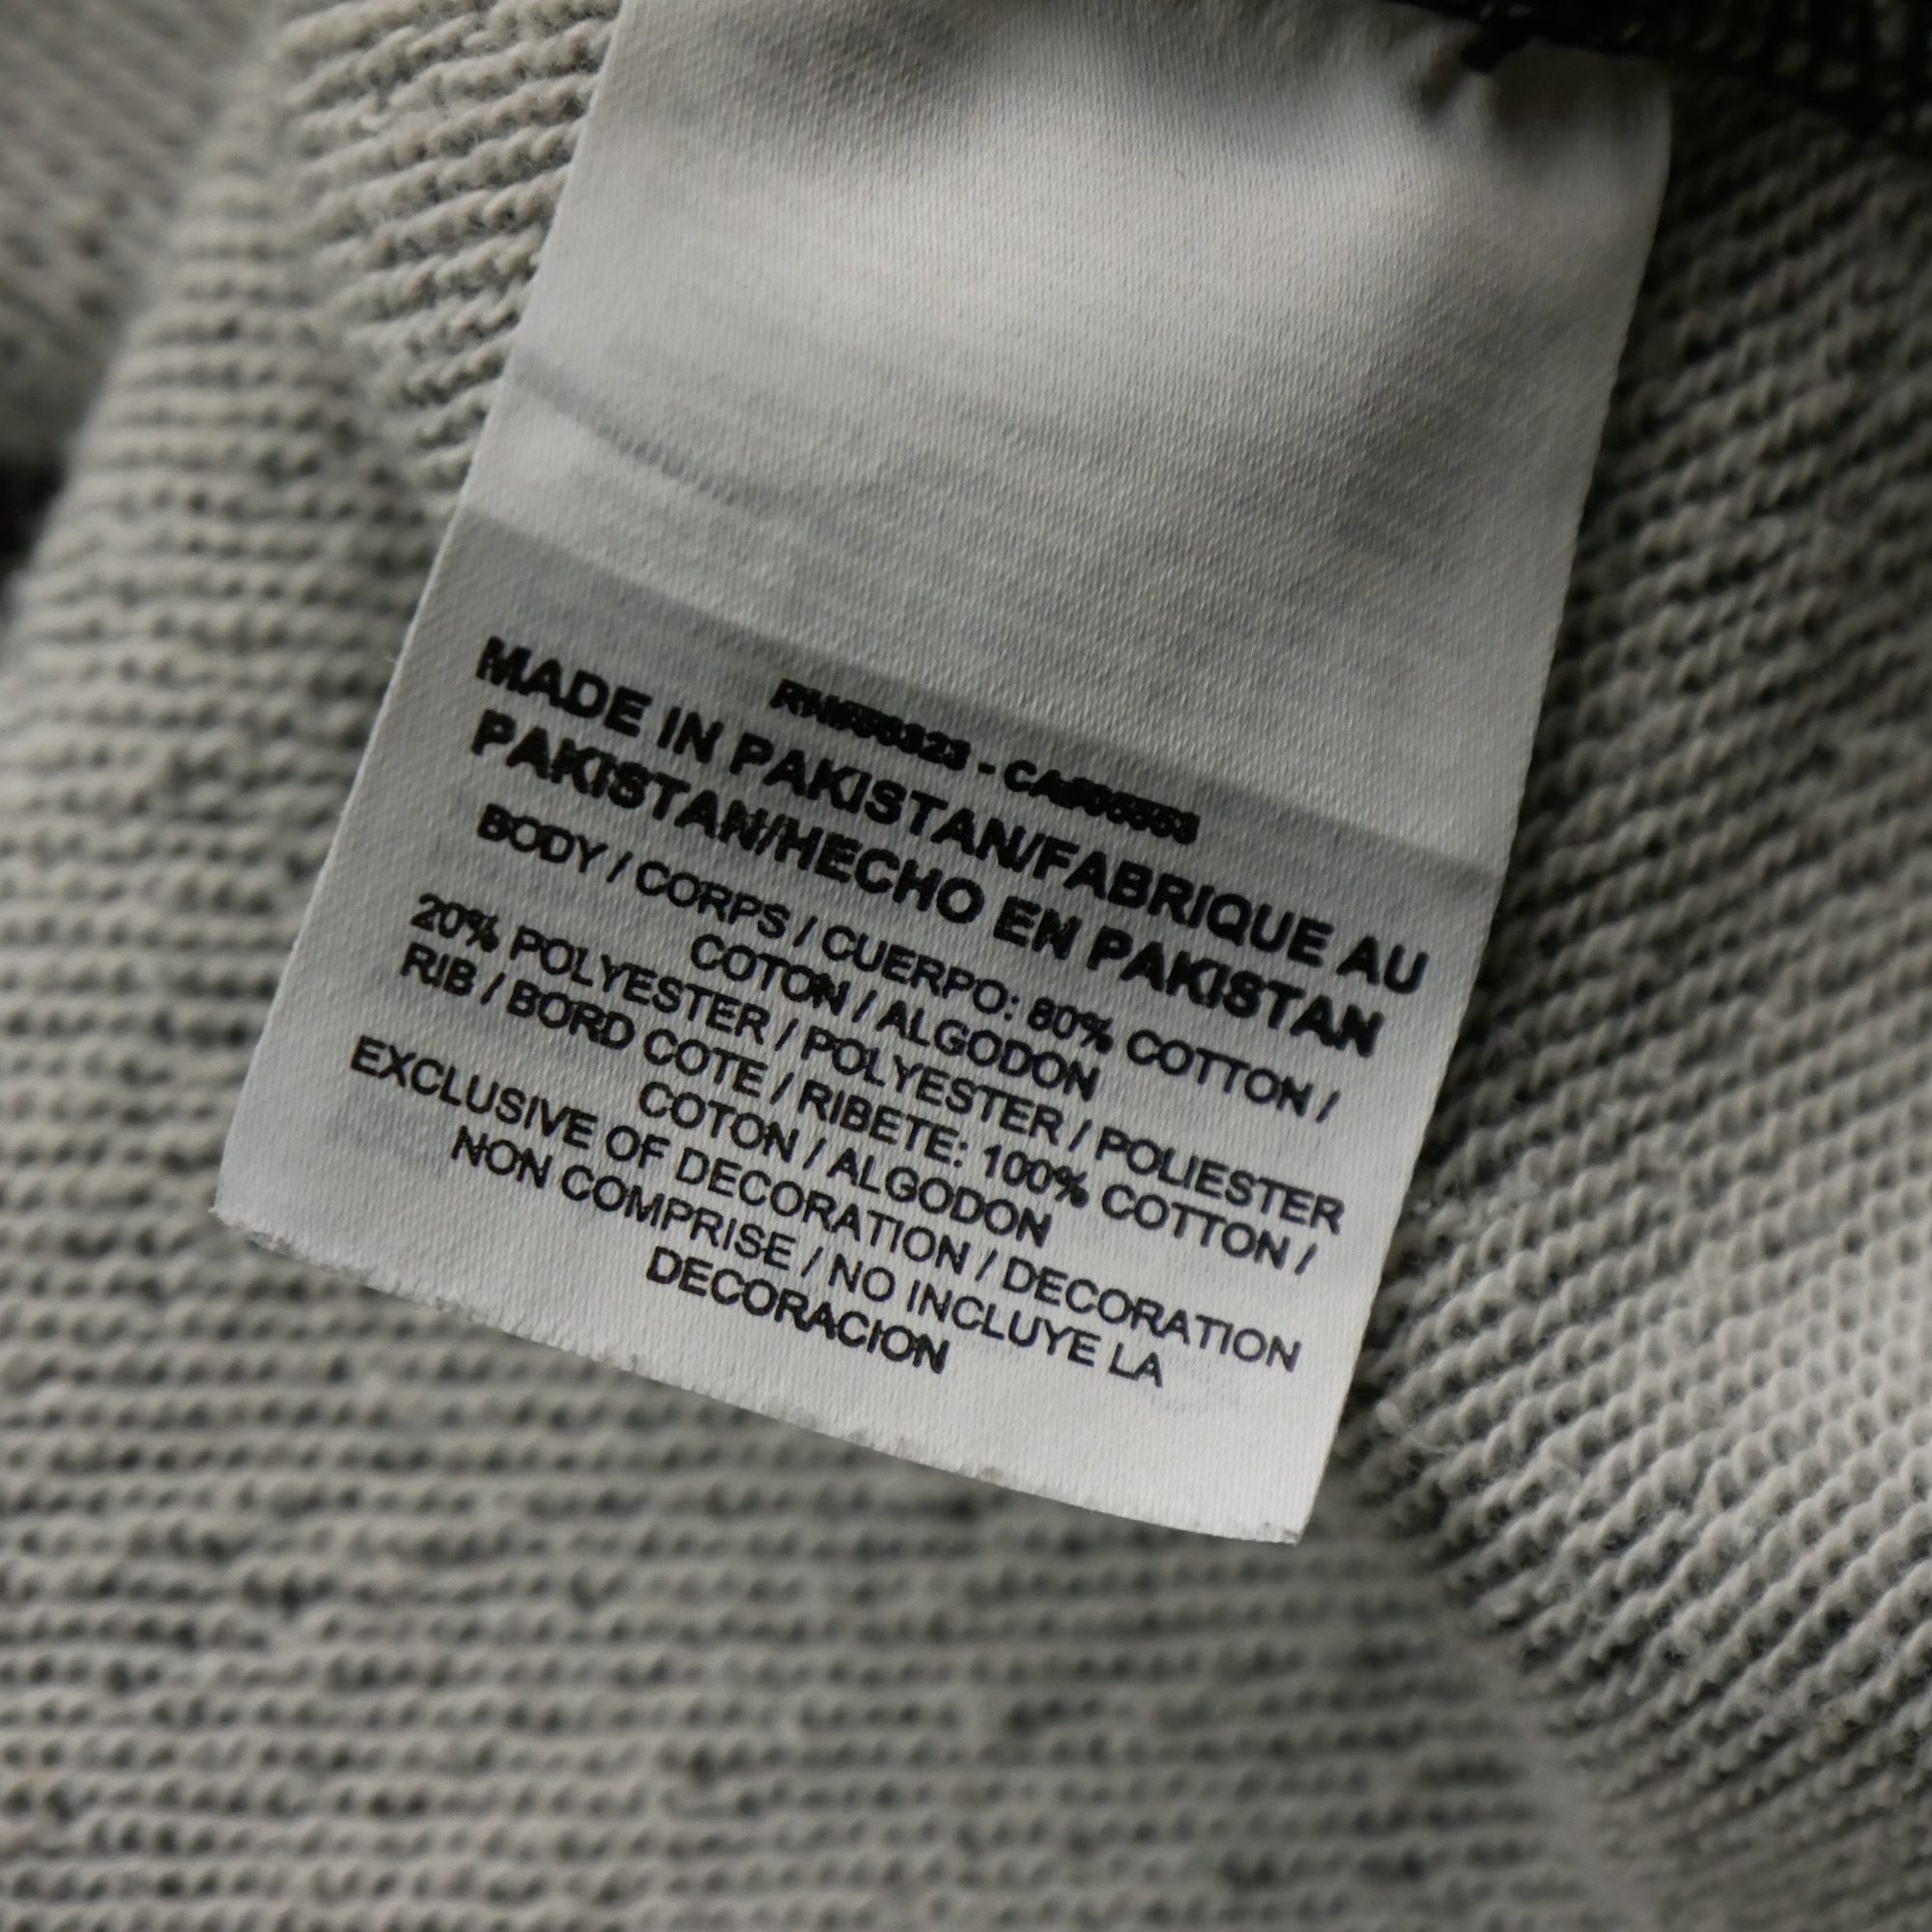 MADE IN PAKISTAN/FABRIQUE AU
PAKISTAN/HECHO EN PAKISTAN
BODY / CORPS / CUERPO: 80% COTTON /
COTON / ALGODON
20% POLYESTER / POLYESTER / POLIESTER
RIB / BORD COTE / RIBETE: 100% COTTON /
COTON / ALGODON
EXCLUSIVE OF DECORATION / DECORATION
NON COMPRISE / NO INCLUYE LA
DECORACION